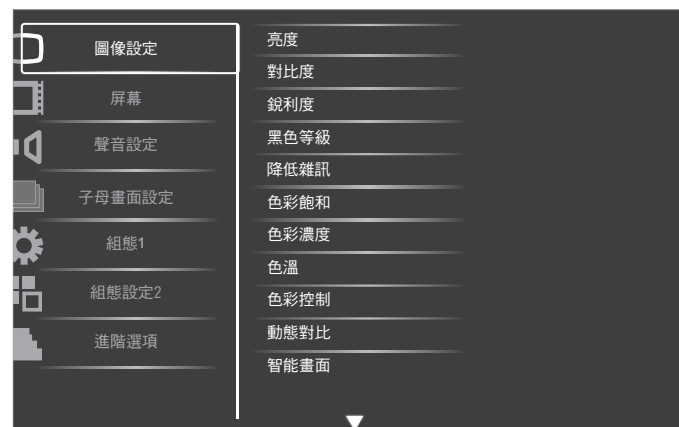 圖像設定
屏幕
聲音設定
子母畫面設定
組態1
組態設定2
進階選項
亮度
對比度
銳利度
黑色等級
降低雜訊
色彩飽和
色彩濃度
色溫
色彩控制
動態對比
智能畫面